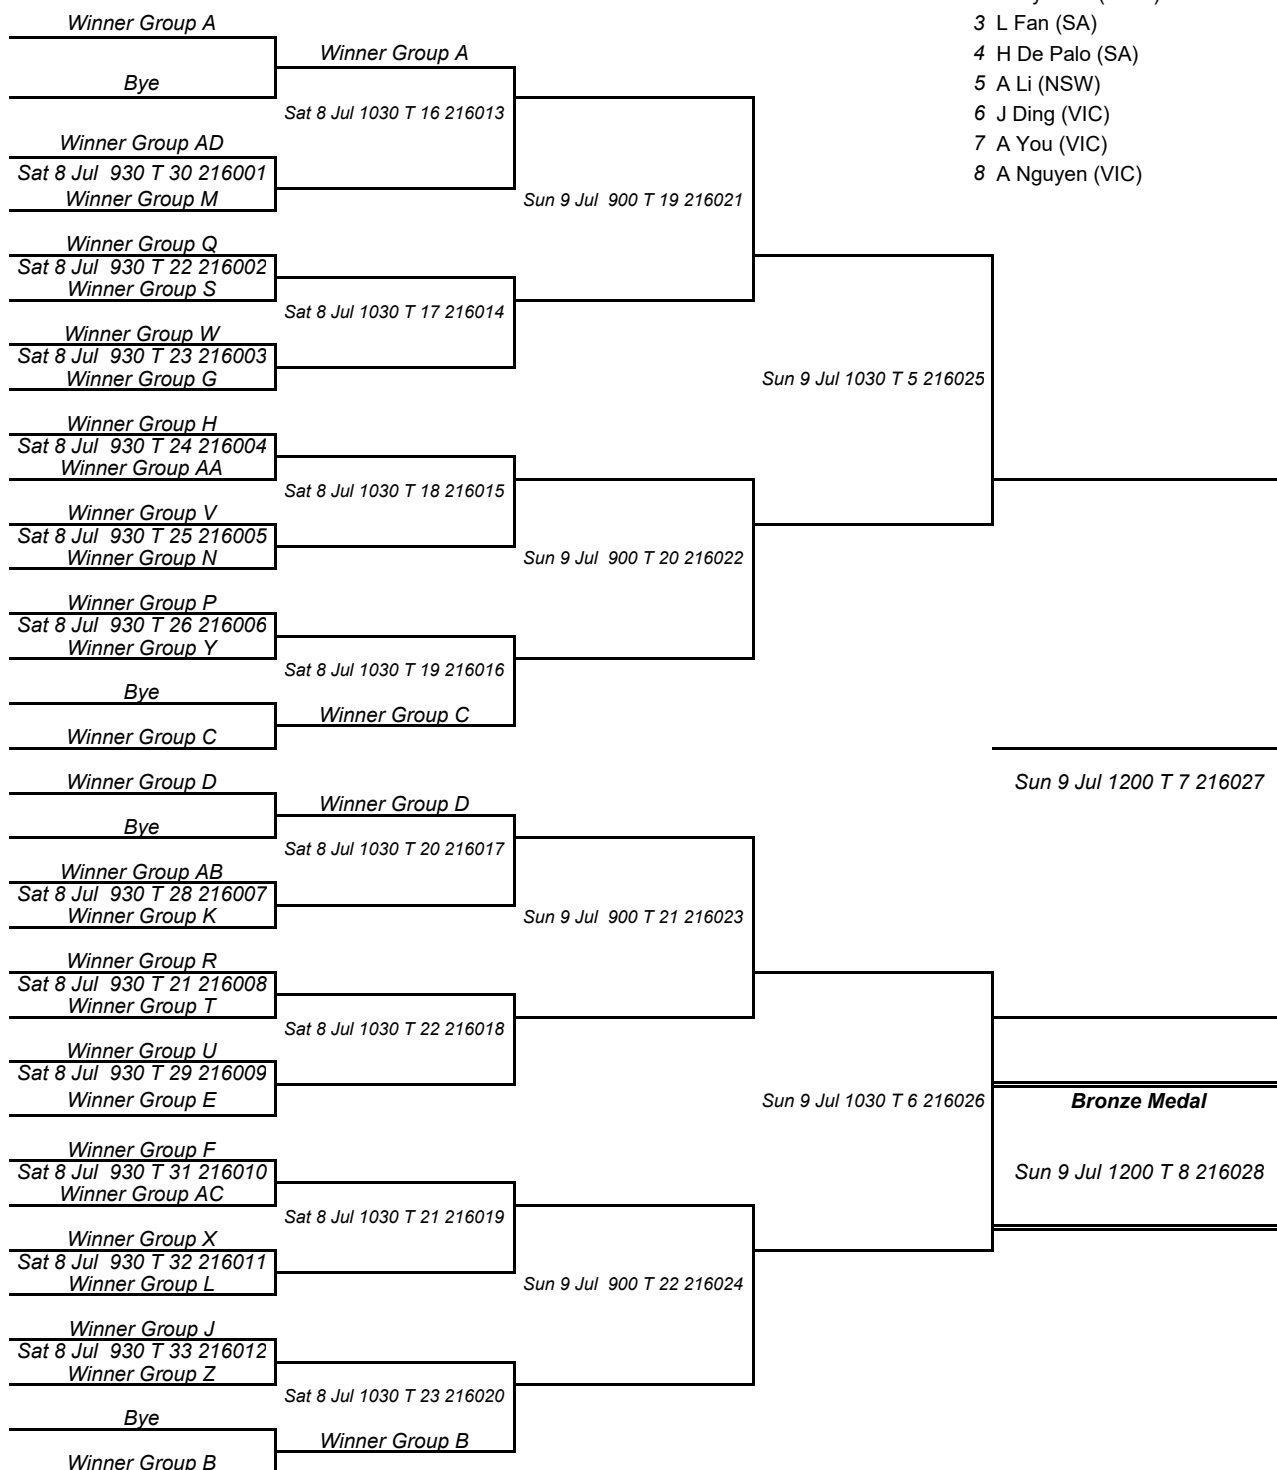 Winner Group A
3 L Fan (SA)
Winner Group A
4 H De Palo (SA)
Bye
5 A Li (NSW)
Sat 8 Jul 1030 T 16 216013
6 J Ding (VIC)
Winner Group AD
7 A You (VIC)
Sat 8 Jul 930 T 30 216001
8 A Nguyen (VIC)
Winner Group M
Sun 9 Jul 900 T 19 216021
Winner Group Q
Sat 8 Jul 930 T 22 216002
Winner Group S
Sat 8 Jul 1030 T 17 216014
Winner Group W
Sat 8 Jul 930 T 23 216003
Winner Group G
Sun 9 Jul 1030 T 5 216025
Winner Group H
Sat 8 Jul 930 T 24 216004
Winner Group AA
Sat 8 Jul 1030 T 18 216015
Winner Group V
Sat 8 Jul 930 T 25 216005
Winner Group N
Sun 9 Jul 900 T 20 216022
Winner Group P
Sat 8 Jul 930 T 26 216006
Winner Group Y
Sat 8 Jul 1030 T 19 216016
Bye
Winner Group C
Winner Group C
Winner Group D
Sun 9 Jul 1200 T 7 216027
Winner Group D
Bye
Sat 8 Jul 1030 T 20 216017
Winner Group AB
Sat 8 Jul 930 T 28 216007
Winner Group K
Sun 9 Jul 900 T 21 216023
Winner Group R
Sat 8 Jul 930 T 21 216008
Winner Group T
Sat 8 Jul 1030 T 22 216018
Winner Group U
Sat 8 Jul 930 T 29 216009
Winner Group E
Sun 9 Jul 1030 T 6 216026
Bronze Medal
Winner Group F
Sat 8 Jul 930 T 31 216010
Sun 9 Jul 1200 T 8 216028
Winner Group AC
Sat 8 Jul 1030 T 21 216019
Winner Group X
Sat 8 Jul 930 T 32 216011
Winner Group L
Sun 9 Jul 900 T 22 216024
Winner Group J
Sat 8 Jul 930 T 33 216012
Winner Group Z
Sat 8 Jul 1030 T 23 216020
Bye
Winner Group B
Winner Group B